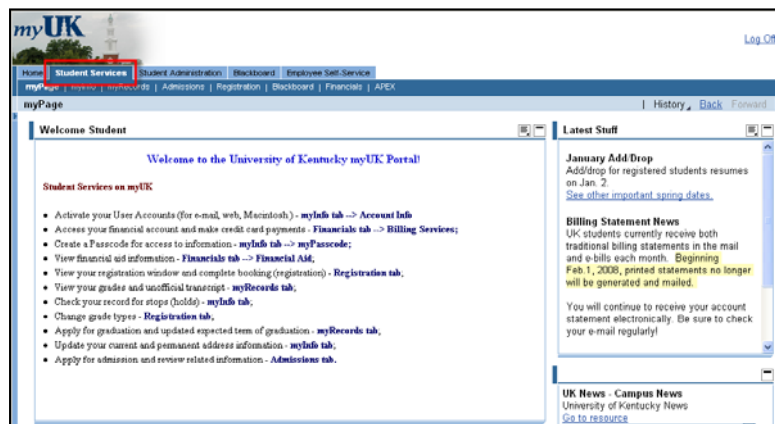 myUK
Log Off
Home Student Services Student Administration Blackboard Employee Self-Service
myPage | myInfo | myRecords | Admissions | Registration | Blackboard | Financials | APEX
myPage | History Back Forward
Welcome Student
Welcome to the University of Kentucky myUK Portal!
Student Services on myUK
• Activate your User Accounts (for e-mail, web, Macintosh) - myInfo tab --> Account Info
• Access your financial account and make credit card payments - Financials tab --> Billing Services;
• Create a Passcode for access to information - myInfo tab --> myPasscode;
• View financial aid information - Financials tab --> Financial Aid;
• View your registration window and complete booking (registration) - Registration tab;
• View your grades and unofficial transcript - myRecords tab;
• Check your record for stops (holds) - myInfo tab;
• Change grade types - Registration tab;
• Apply for graduation and updated expected term of graduation - myRecords tab;
• Update your current and permanent address information - myInfo tab;
• Apply for admission and review related information - Admissions tab.
Latest Stuff
January Add/Drop
Add/drop for registered students resumes
on Jan. 2.
See other important spring dates.
Billing Statement News
UK students currently receive both
traditional billing statements in the mail
and e-bills each month. Beginning
Feb.1, 2008, printed statements no longer
will be generated and mailed.
You will continue to receive your account
statement electronically. Be sure to check
your e-mail regularly!
UK News - Campus News
University of Kentucky News
Go to resource